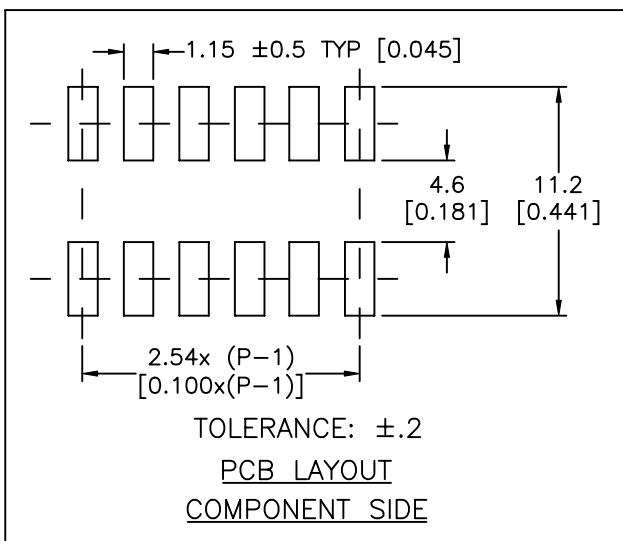 1.15 ±0.5 TYP [0.045]
4.6
[0.181]
11.2
[0.441]
2.54x (P-1)
[0.100x(P-1)]
TOLERANCE: ±.2
PCB LAYOUT
COMPONENT SIDE